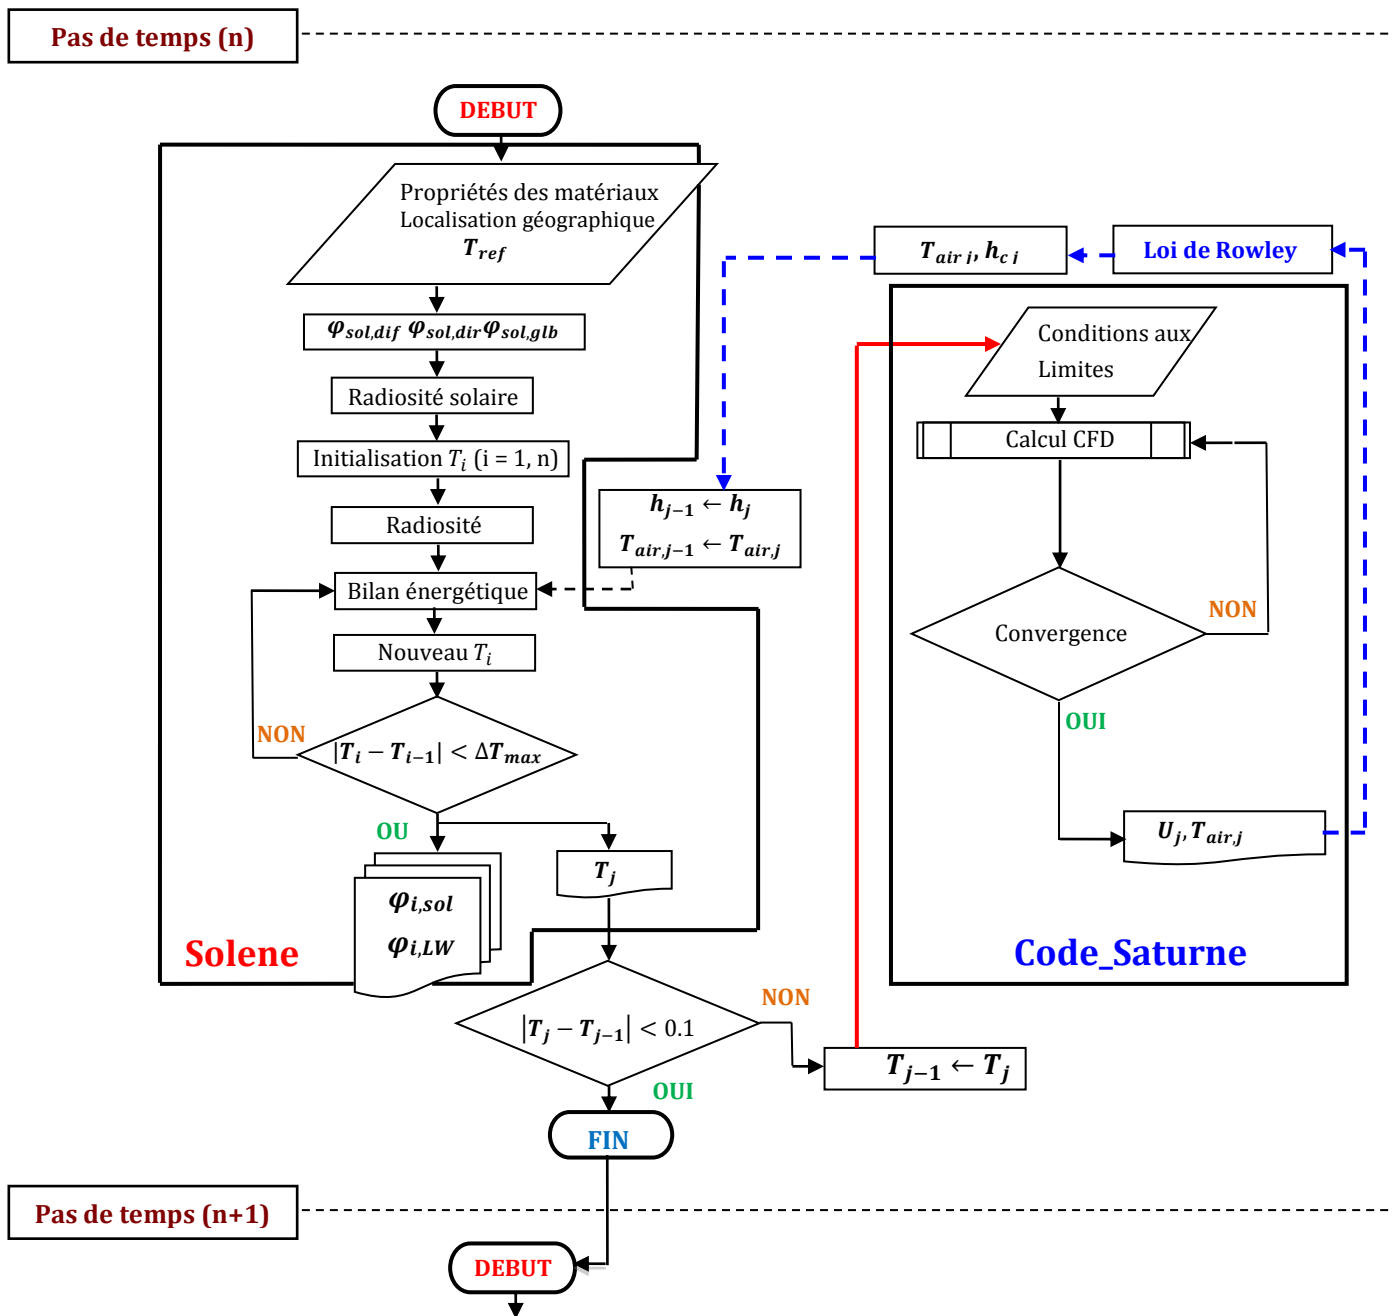 Pas de temps (n)
DEBUT
Propriétés des matériaux
Localisation géographique
T_ref
φ_sol,dif φ_sol,dir φ_sol,glb
Radiosité solaire
Initialisation T_i (i = 1, n)
Radiosité
Bilan énergétique
Nouveau T_i
NON
|T_i − T_i−1| < ΔT_max
OU
φ_i,sol
φ_i,LW
T_j
Solene
|T_j − T_j−1| < 0.1
NON
OUI
T_j−1 ← T_j
FIN
T_air j, h_c j
Loi de Rowley
h_j−1 ← h_j
T_air,j−1 ← T_air,j
Conditions aux
Limites
Calcul CFD
Convergence
NON
OUI
U_j, T_air,j
Code_Saturne
Pas de temps (n+1)
DEBUT